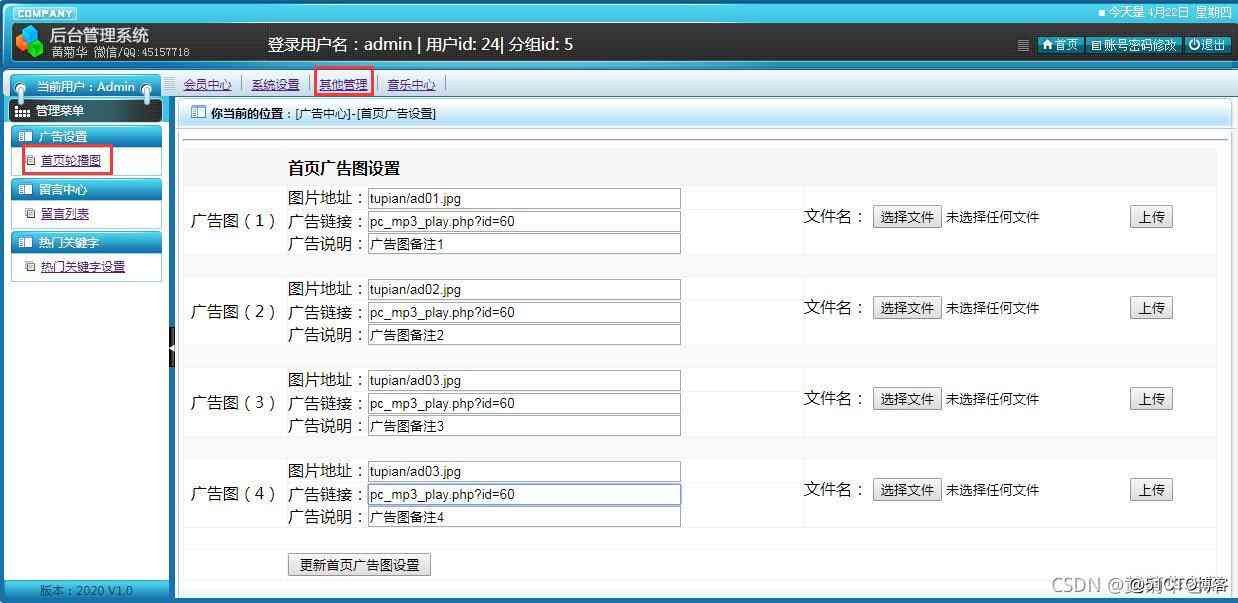 COMPANY
■ 今天是 4月22日 星期四
后台管理系统
黄菊华 微信/QQ:45157718
登录用户名：admin | 用户id: 24| 分组id: 5
首页 账号密码修改 退出
当前用户：Admin
会员中心 系统设置 其他管理 音乐中心
管理菜单
你当前的位置：[广告中心]-[首页广告设置]
广告设置
首页轮播图
留言中心
留言列表
热门关键字
热门关键字设置
首页广告图设置
广告图（1）
图片地址：tupian/ad01.jpg
广告链接：pc_mp3_play.php?id=60
广告说明：广告图备注1
文件名： 选择文件 未选择任何文件 上传
广告图（2）
图片地址：tupian/ad02.jpg
广告链接：pc_mp3_play.php?id=60
广告说明：广告图备注2
文件名： 选择文件 未选择任何文件 上传
广告图（3）
图片地址：tupian/ad03.jpg
广告链接：pc_mp3_play.php?id=60
广告说明：广告图备注3
文件名： 选择文件 未选择任何文件 上传
广告图（4）
图片地址：tupian/ad03.jpg
广告链接：pc_mp3_play.php?id=60
广告说明：广告图备注4
文件名： 选择文件 未选择任何文件 上传
更新首页广告图设置
版本：2020 V1.0
CSDN @51CTO博客